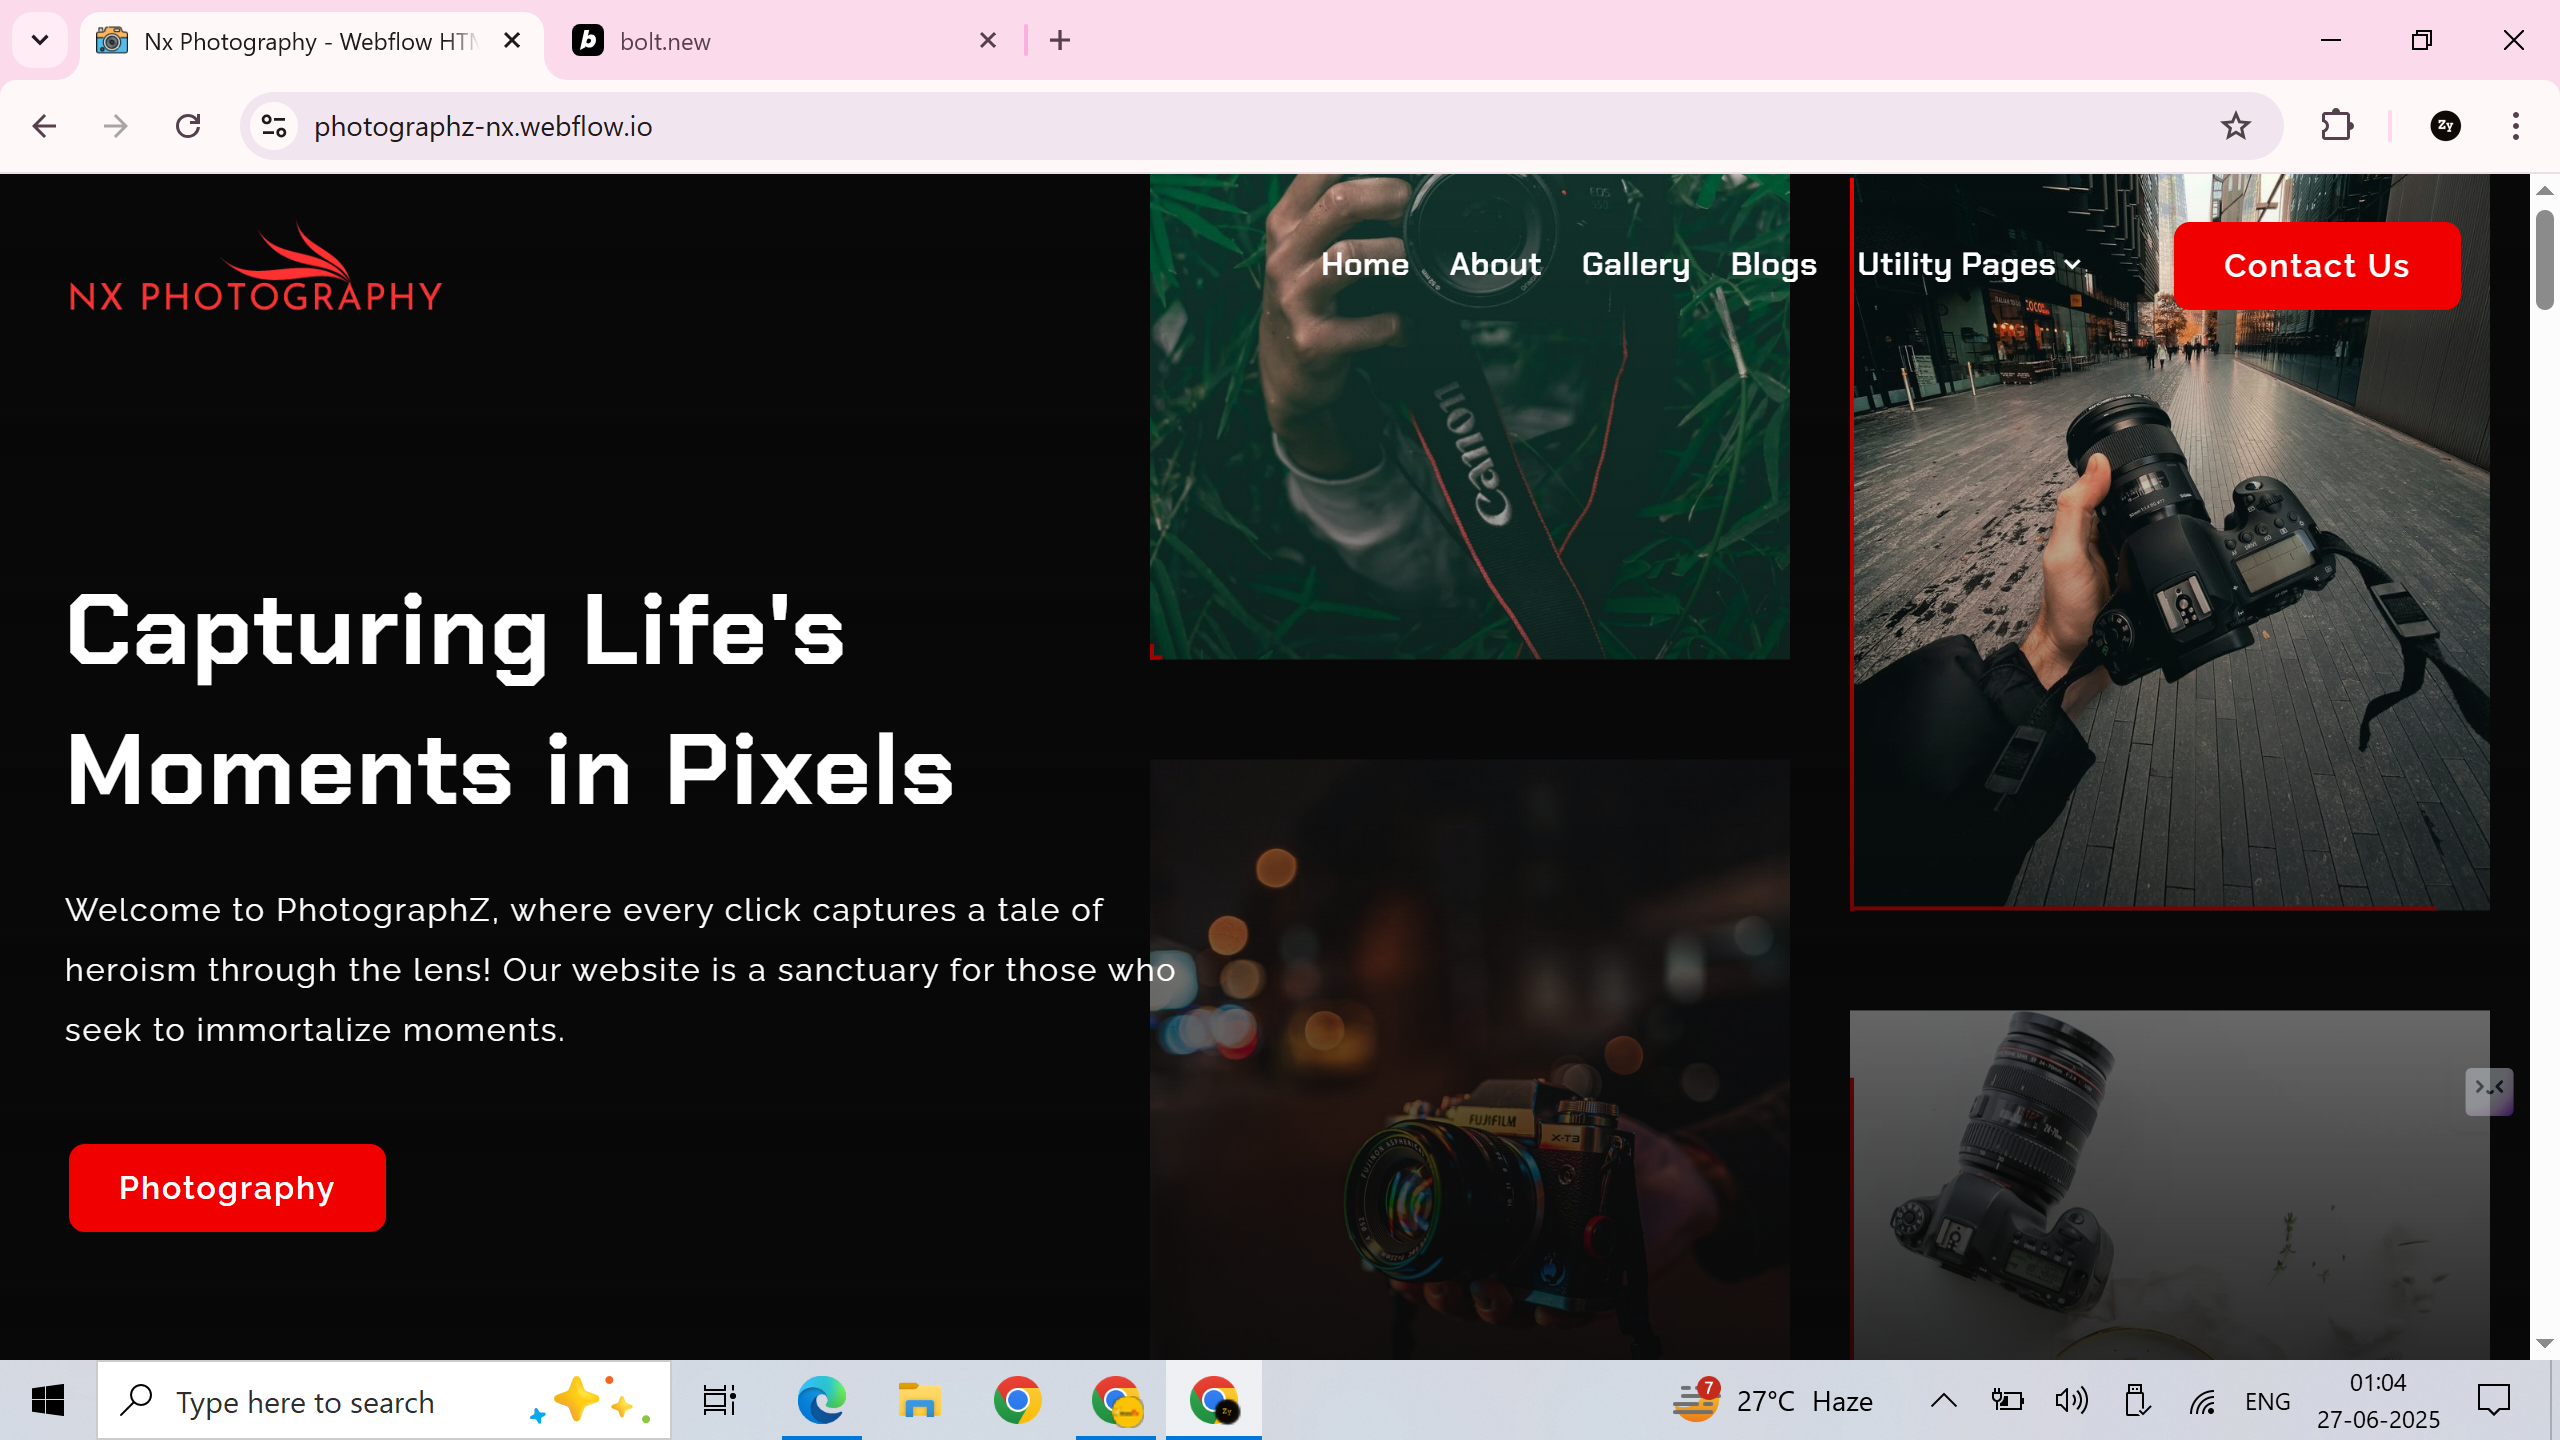 Nx Photography - Webflow HTM
bolt.new
photographz-nx.webflow.io
Zy
NX PHOTOGRAPHY
Home About Gallery Blogs Utility Pages
Contact Us
Canon
Capturing Life's
Moments in Pixels
Welcome to PhotographZ, where every click captures a tale of
heroism through the lens! Our website is a sanctuary for those who
seek to immortalize moments.
Photography
FUJIFILM
X-T3
Type here to search
7
27°C Haze
ENG
01:04
27-06-2025